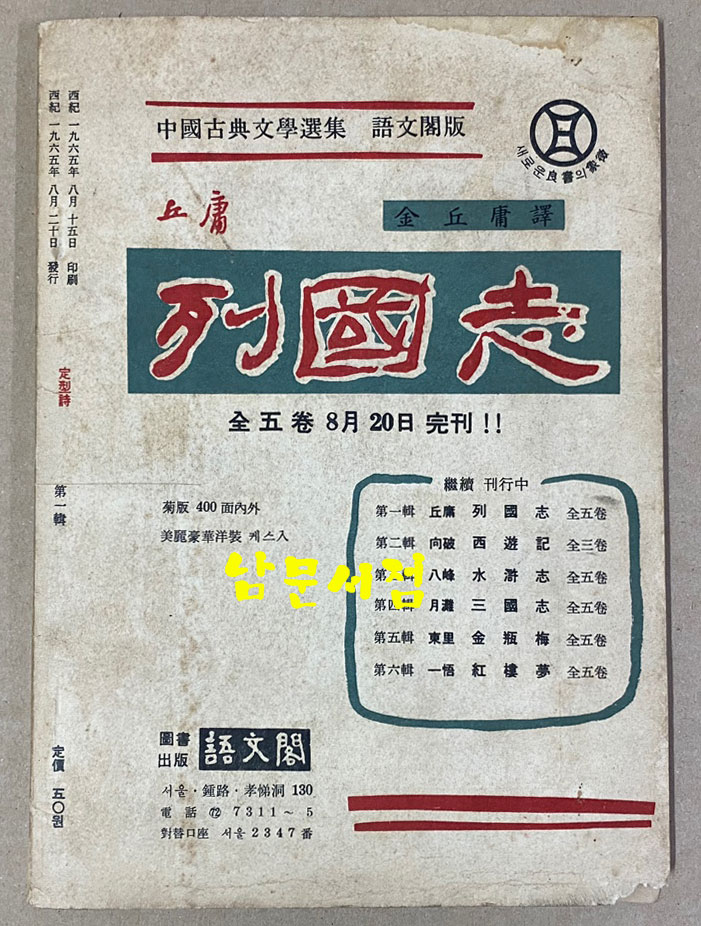 西紀 一九六五年 八月 十五日 印刷
西紀 一九六五年 八月 二十日 發行
定型詩
第一輯
定價 五〇원
中國古典文學選集 語文閣版
새로운良書의象徵
丘庸
金丘庸譯
列國志
全五卷 8月 20日 完刊!!
菊版 400面內外
美麗豪華洋裝 케스入
繼續 刊行中
第一輯 丘庸 列國志 全五卷
第二輯 向破 西遊記 全三卷
第三輯 八峰 水滸志 全五卷
第四輯 月灘 三國志 全五卷
第五輯 東里 金瓶梅 全五卷
第六輯 一悟 紅樓夢 全五卷
남문서점
圖書出版 語文閣
서울·鍾路·孝悌洞 130
電話 ⑫ 7311~5
對替口座 서울 2347番